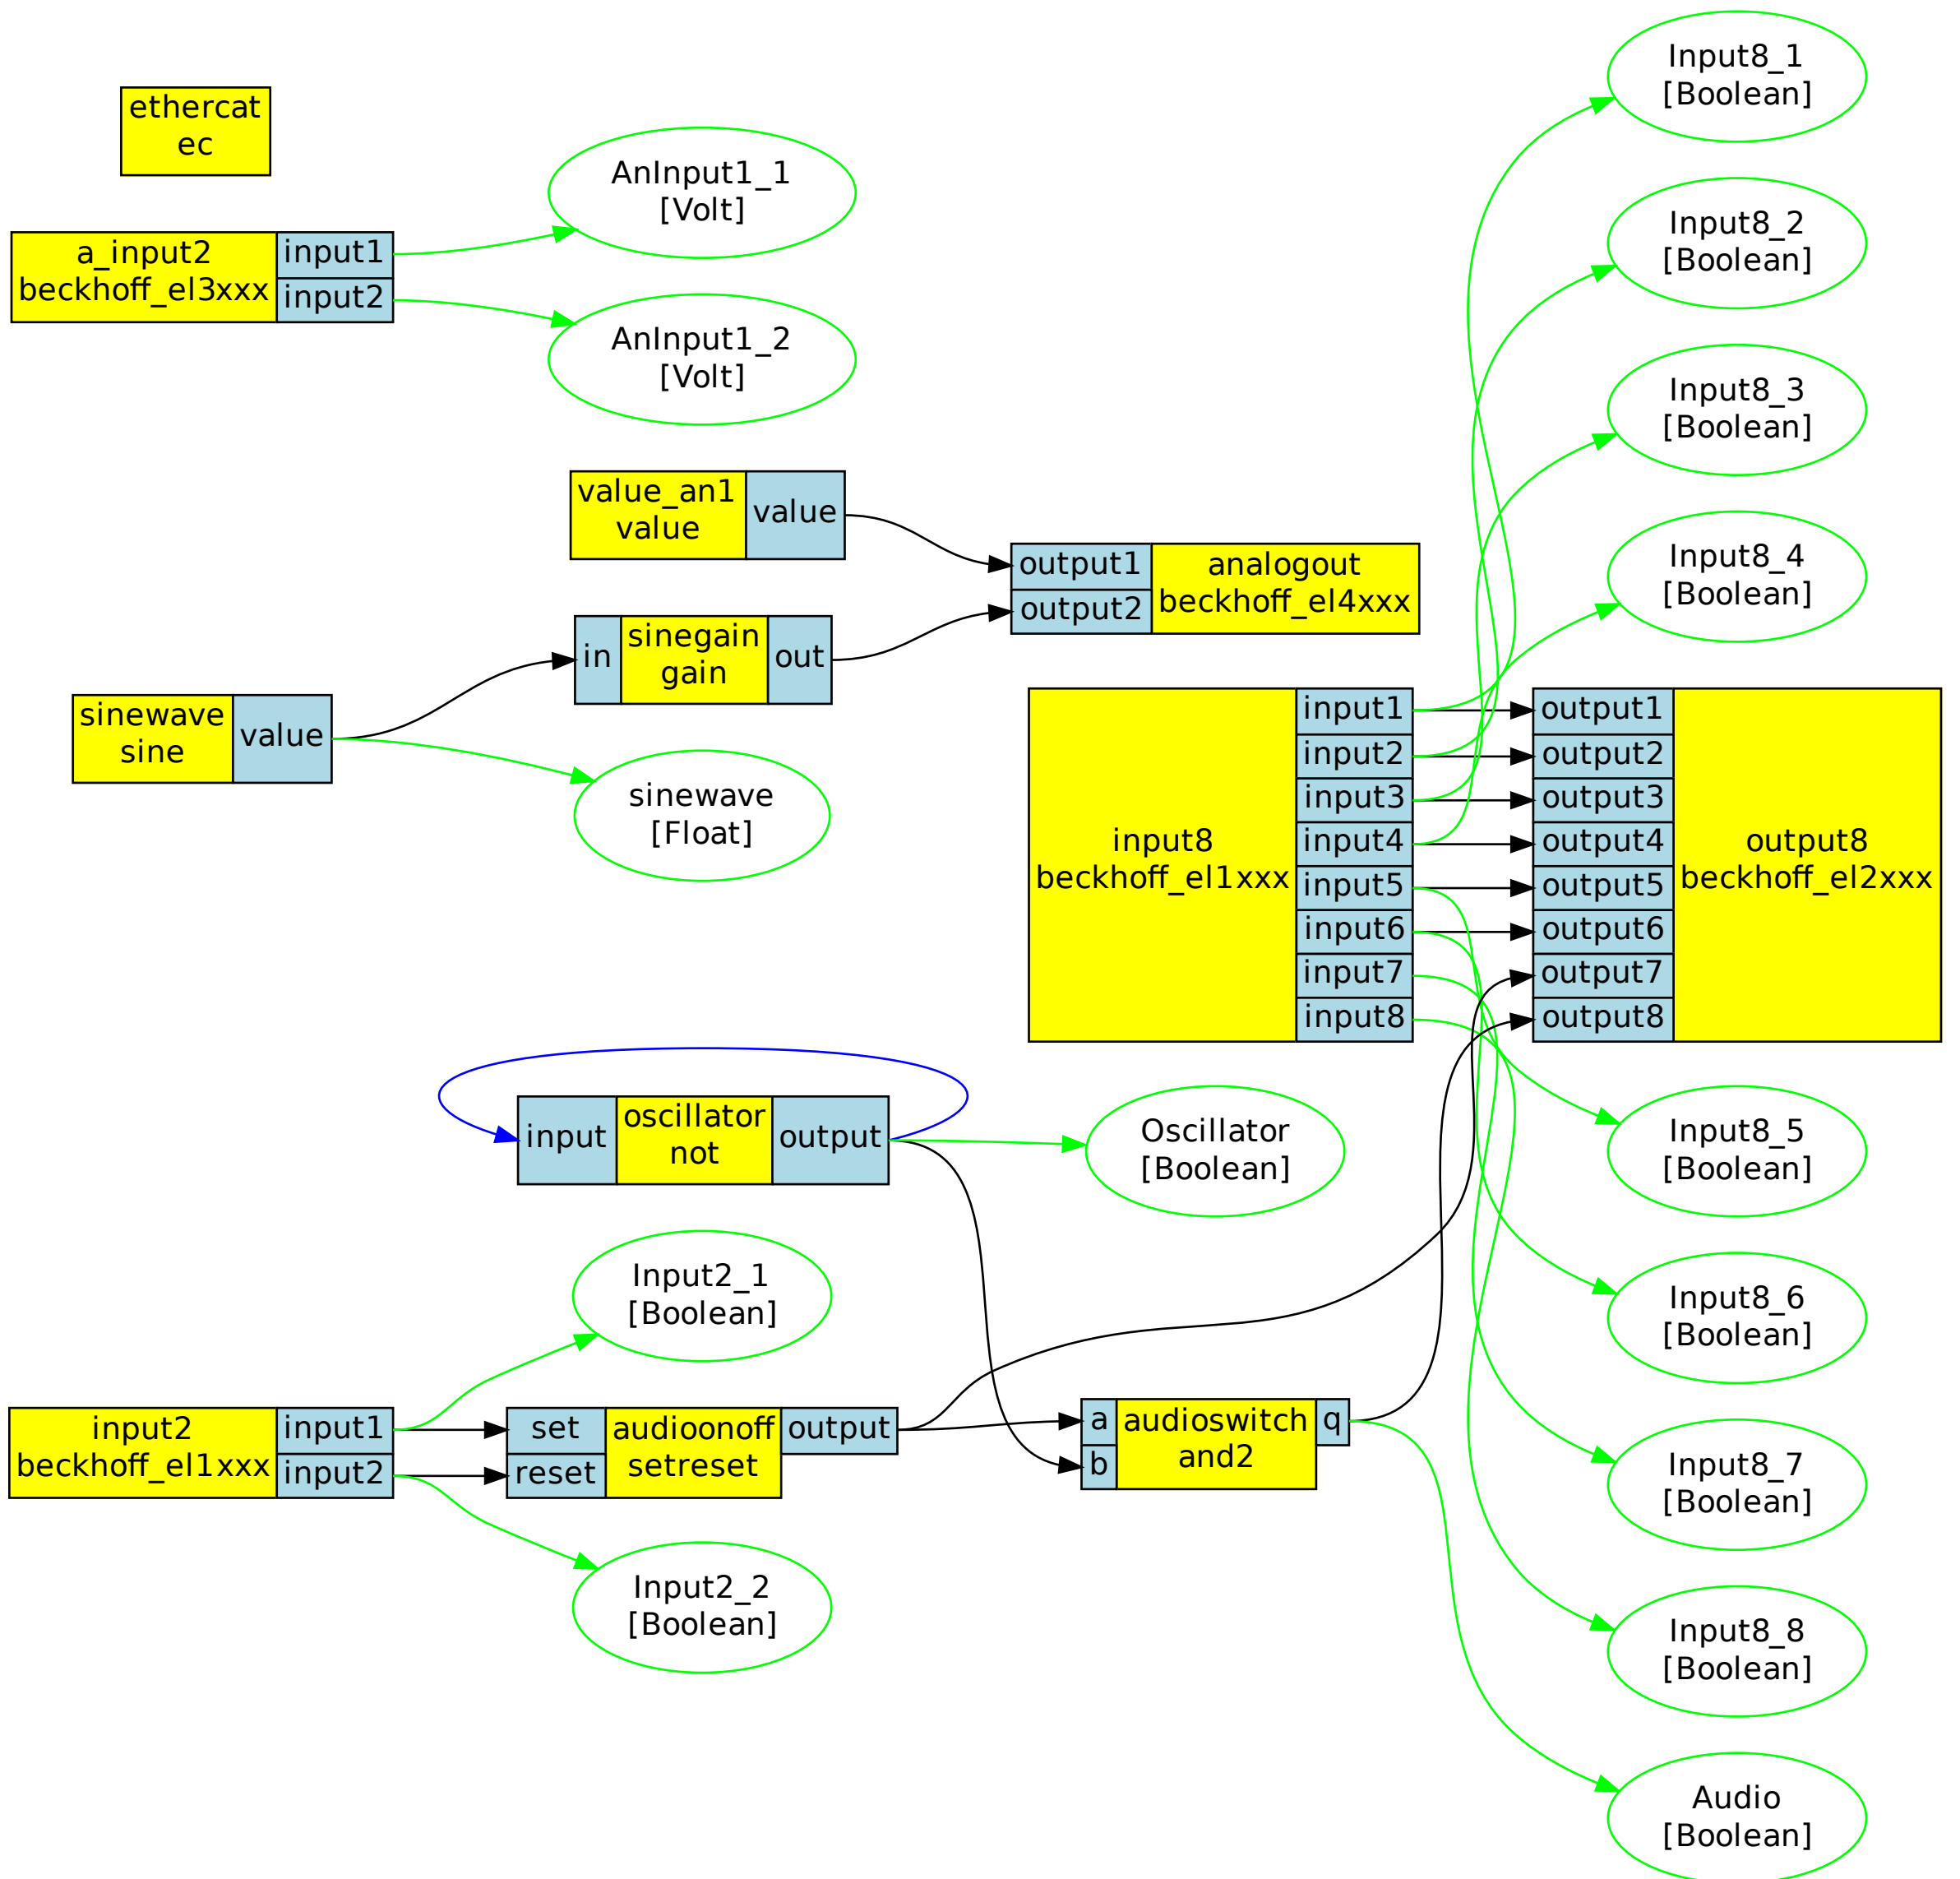 ethercat
ec
a_input2
beckhoff_el3xxx
input1
input2
AnInput1_1
[Volt]
AnInput1_2
[Volt]
value_an1
value
value
sinewave
sine
value
in
sinegain
gain
out
sinewave
[Float]
output1
output2
analogout
beckhoff_el4xxx
input8
beckhoff_el1xxx
input1
input2
input3
input4
input5
input6
input7
input8
output1
output2
output3
output4
output5
output6
output7
output8
output8
beckhoff_el2xxx
Input8_1
[Boolean]
Input8_2
[Boolean]
Input8_3
[Boolean]
Input8_4
[Boolean]
input
oscillator
not
output
Oscillator
[Boolean]
Input2_1
[Boolean]
input2
beckhoff_el1xxx
input1
input2
set
reset
audioonoff
setreset
output
a
b
audioswitch
and2
q
Input2_2
[Boolean]
Input8_5
[Boolean]
Input8_6
[Boolean]
Input8_7
[Boolean]
Input8_8
[Boolean]
Audio
[Boolean]